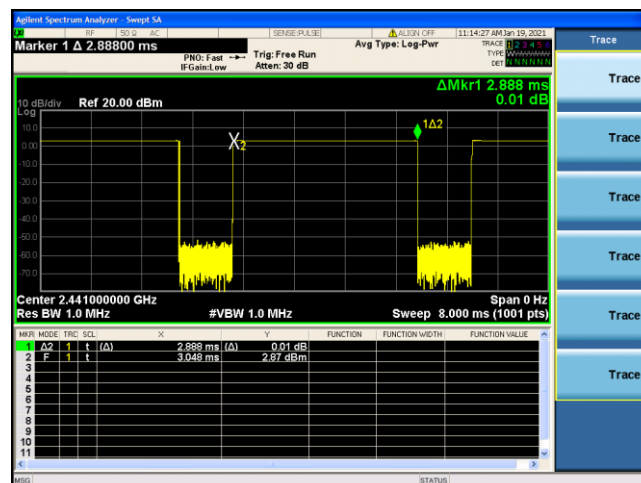 Agilent Spectrum Analyzer - Swept SA
RF 50 Ω AC SENSE:PULSE ALIGN OFF 11:14:27 AM Jan 19, 2021
Marker 1 Δ 2.88800 ms
PNO: Fast
IFGain:Low
Trig: Free Run
Atten: 30 dB
Avg Type: Log-Pwr
TRACE 1 2 3 4 5 6
TYPE WWWWWW
DET N N N N N N
Trace
ΔMkr1 2.888 ms
0.01 dB
10 dB/div Ref 20.00 dBm
Log
10.0
0.00
-10.0
-20.0
-30.0
-40.0
-50.0
-60.0
-70.0
X2
1Δ2
Center 2.441000000 GHz Span 0 Hz
Res BW 1.0 MHz #VBW 1.0 MHz Sweep 8.000 ms (1001 pts)
MKR MODE TRC SCL X Y FUNCTION FUNCTION WIDTH FUNCTION VALUE
1 Δ2 1 t (Δ) 2.888 ms (Δ) 0.01 dB
2 F 1 t 3.048 ms 2.87 dBm
3
4
5
6
7
8
9
10
11
MSG STATUS
Trace
Trace
Trace
Trace
Trace
Trace